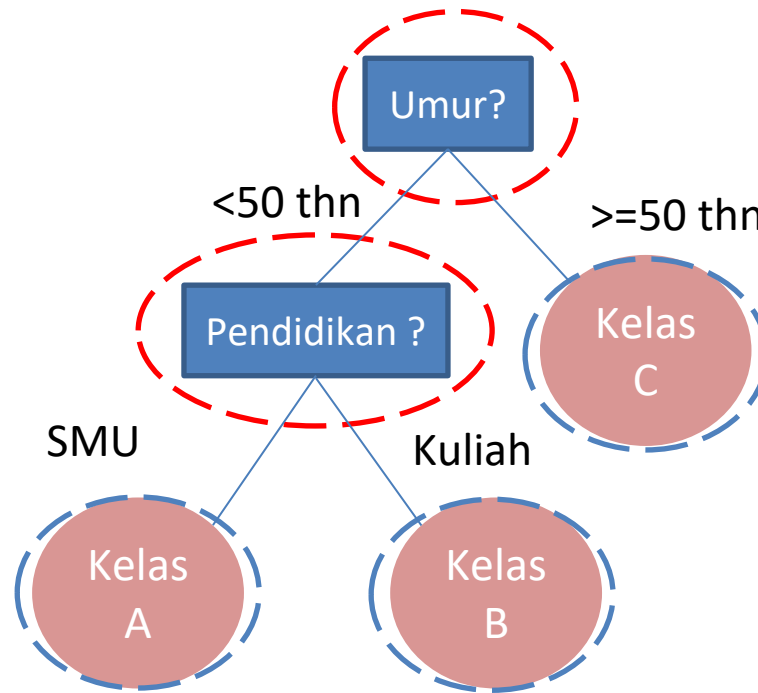 Umur?
<50 thn
>=50 thn
Pendidikan ?
Kelas
C
SMU
Kuliah
Kelas
A
Kelas
B